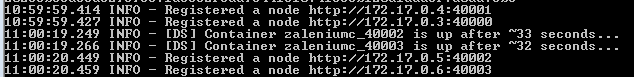 10:59:59.414 INFO - Registered a node http://172.17.0.4:40001
10:59:59.427 INFO - Registered a node http://172.17.0.3:40000
11:00:19.249 INFO - [DS] Container zaleniumc_40002 is up after ~33 seconds...
11:00:19.266 INFO - [DS] Container zaleniumc_40003 is up after ~32 seconds...
11:00:20.449 INFO - Registered a node http://172.17.0.5:40002
11:00:20.459 INFO - Registered a node http://172.17.0.6:40003